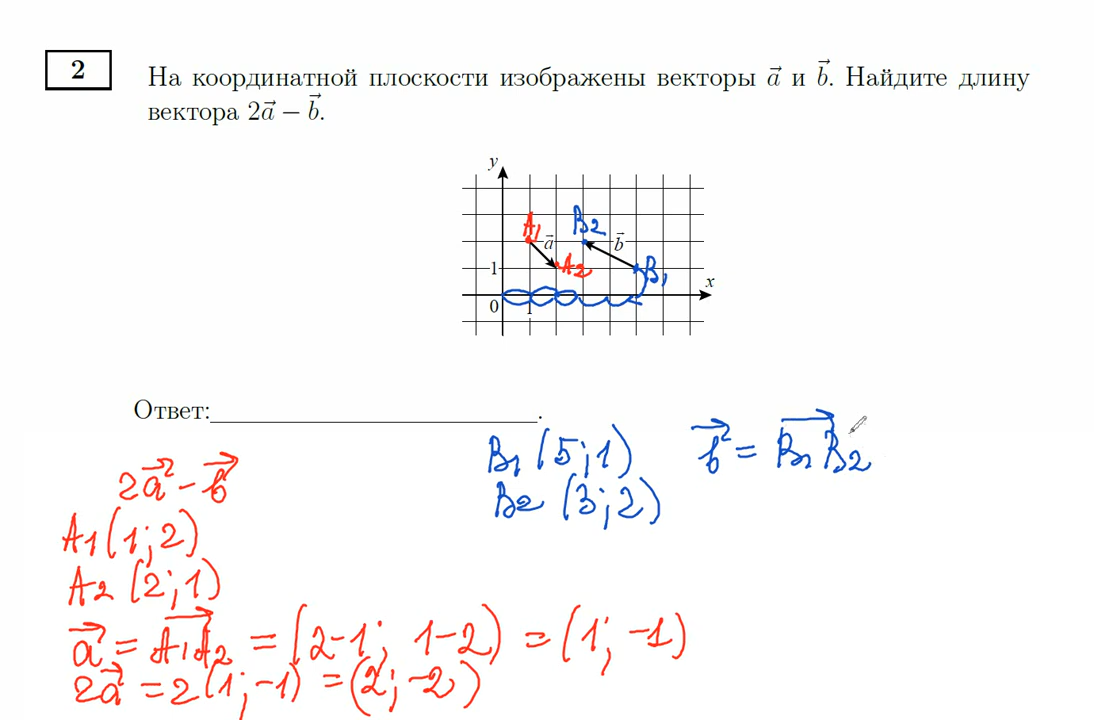 2
На координатной плоскости изображены векторы a⃗ и b⃗. Найдите длину
вектора 2a⃗ − b⃗.
y
A1
B2
a⃗
b⃗
1
A2
B1
x
0
1
Ответ: .
B1 (5;1) b⃗ = B1B2
B2 (3;2)
2a⃗ − b⃗
A1 (1;2)
A2 (2;1)
a⃗ = A1A2 = (2-1; 1-2) = (1; -1)
2a⃗ = 2(1;-1) = (2;-2)